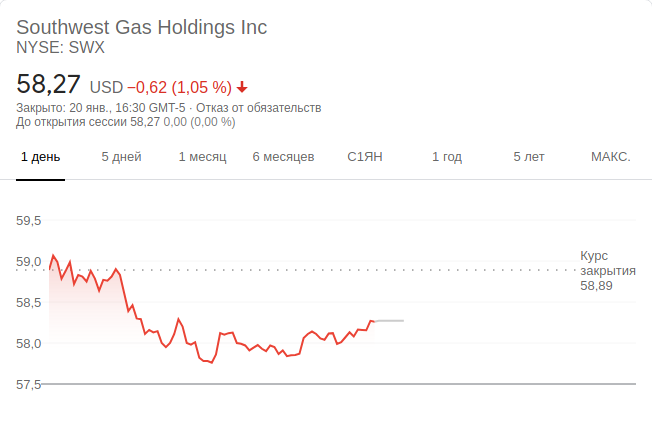 Southwest Gas Holdings Inc
NYSE: SWX
58,27 USD −0,62 (1,05 %)
Закрыто: 20 янв., 16:30 GMT-5 · Отказ от обязательств
До открытия сессии 58,27 0,00 (0,00 %)
1 день 5 дней 1 месяц 6 месяцев С1ЯН 1 год 5 лет МАКС.
59,5
59,0
58,5
58,0
57,5
Курс
закрытия
58,89